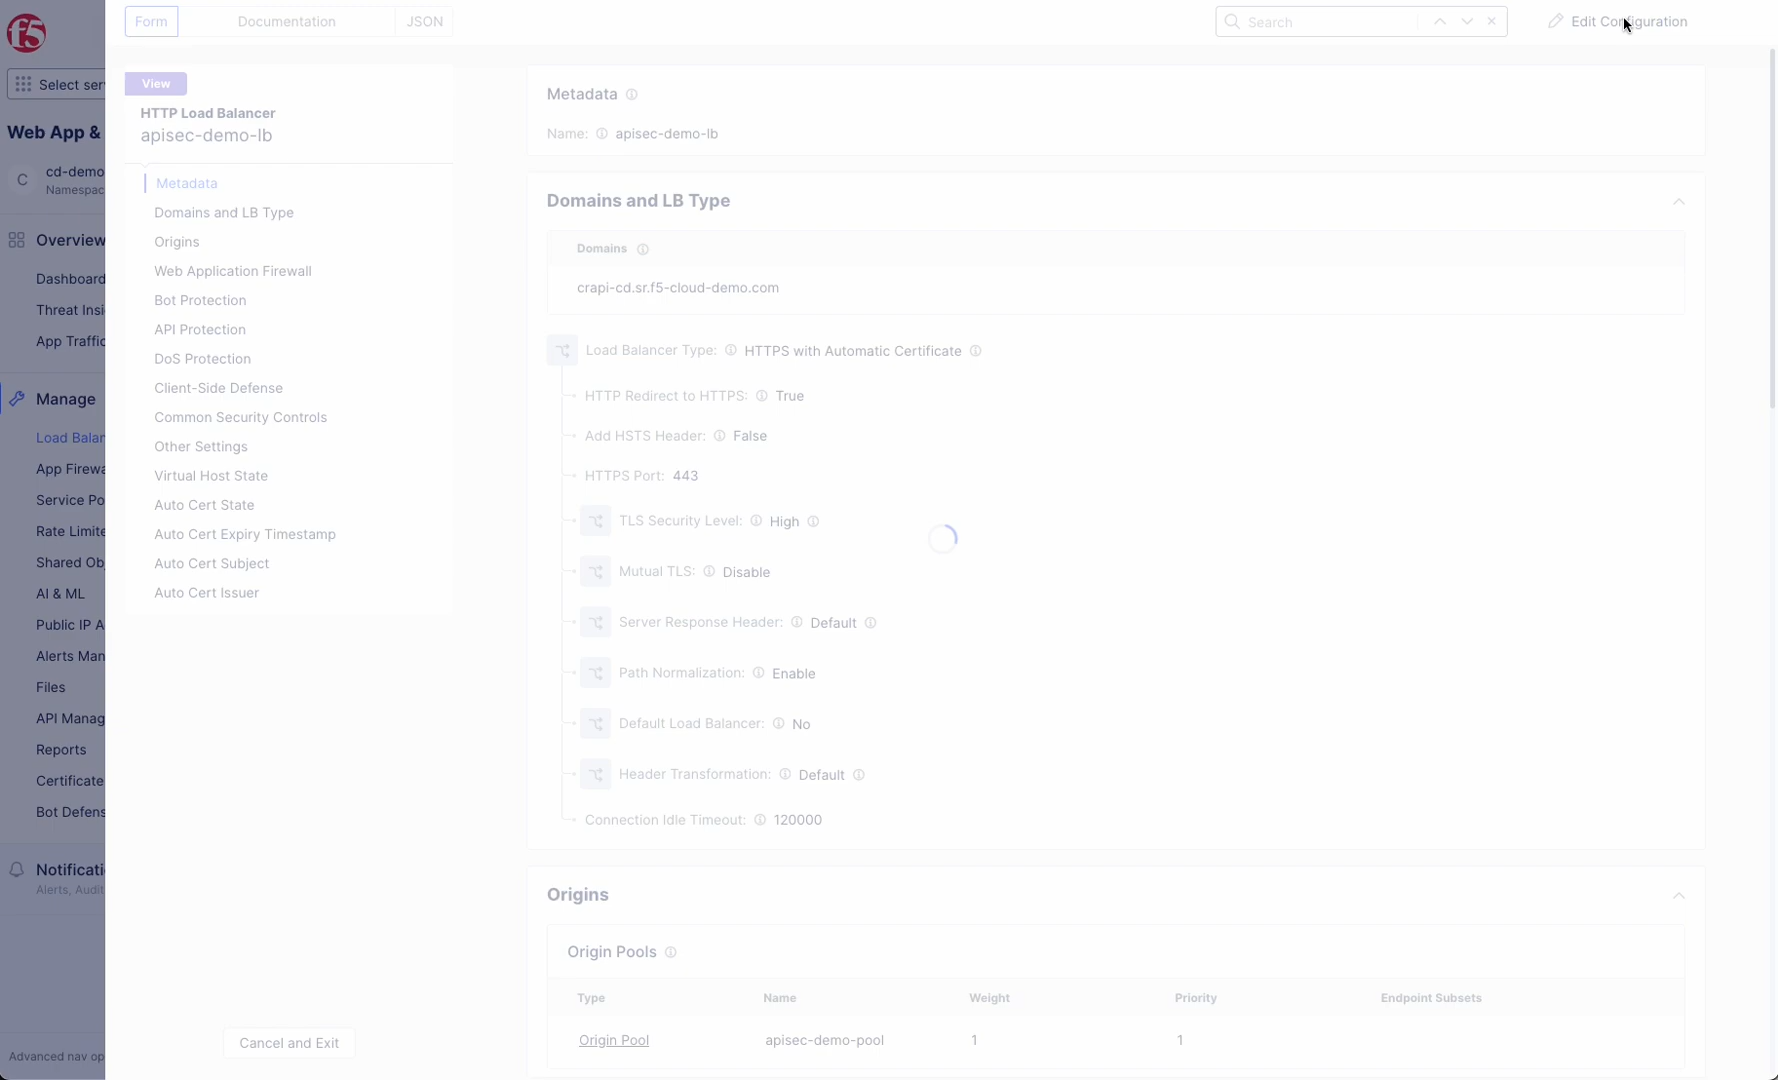 f5
Form
Documentation
JSON
Search
Edit Configuration
Select ser
Web App &
C
cd-demo
Namespac
Overview
Dashboard
Threat Insi
App Traffic
Manage
Load Balan
App Firewa
Service Po
Rate Limite
Shared Ob
AI & ML
Public IP A
Alerts Man
Files
API Manag
Reports
Certificate
Bot Defens
Notificati
Alerts, Audit
Advanced nav op
View
HTTP Load Balancer
apisec-demo-lb
Metadata
Domains and LB Type
Origins
Web Application Firewall
Bot Protection
API Protection
DoS Protection
Client-Side Defense
Common Security Controls
Other Settings
Virtual Host State
Auto Cert State
Auto Cert Expiry Timestamp
Auto Cert Subject
Auto Cert Issuer
Cancel and Exit
Metadata
Name: apisec-demo-lb
Domains and LB Type
Domains
crapi-cd.sr.f5-cloud-demo.com
Load Balancer Type: HTTPS with Automatic Certificate
HTTP Redirect to HTTPS: True
Add HSTS Header: False
HTTPS Port: 443
TLS Security Level: High
Mutual TLS: Disable
Server Response Header: Default
Path Normalization: Enable
Default Load Balancer: No
Header Transformation: Default
Connection Idle Timeout: 120000
Origins
Origin Pools
Type Name Weight Priority Endpoint Subsets
Origin Pool apisec-demo-pool 1 1